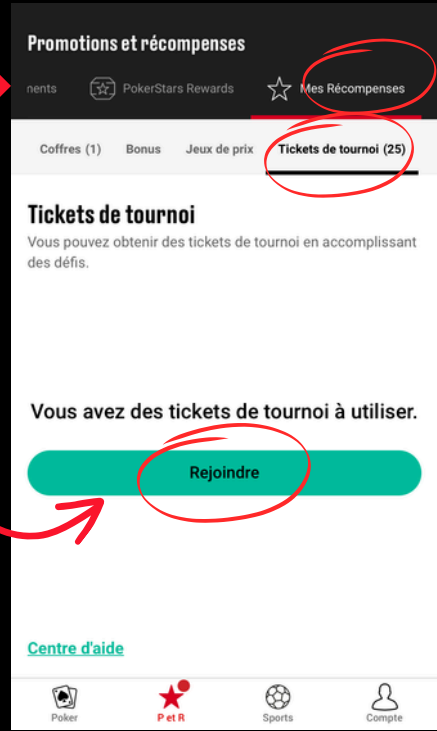 Promotions et récompenses
nents PokerStars Rewards Mes Récompenses
Coffres (1) Bonus Jeux de prix Tickets de tournoi (25)
Tickets de tournoi
Vous pouvez obtenir des tickets de tournoi en accomplissant
des défis.
Vous avez des tickets de tournoi à utiliser.
Rejoindre
Centre d'aide
Poker P et R Sports Compte